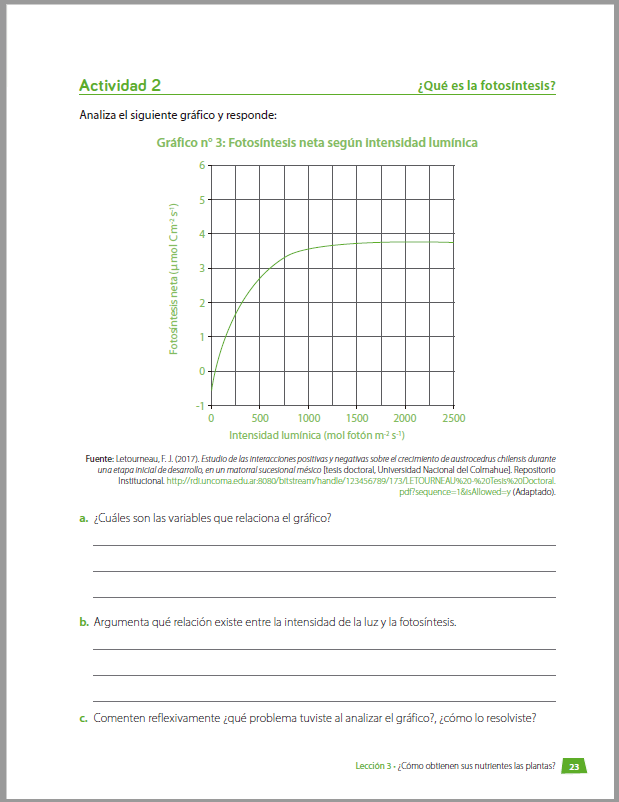 Actividad 2
¿Qué es la fotosíntesis?
Analiza el siguiente gráfico y responde:
Gráfico n° 3: Fotosíntesis neta según intensidad lumínica
Fotosíntesis neta (µ mol C m⁻² s⁻¹)
6
5
4
3
2
1
0
-1
0 500 1000 1500 2000 2500
Intensidad lumínica (mol fotón m⁻² s⁻¹)
Fuente: Letourneau, F. J. (2017). Estudio de las interacciones positivas y negativas sobre el crecimiento de austrocedrus chilensis durante
una etapa inicial de desarrollo, en un matorral sucesional mésico [tesis doctoral, Universidad Nacional del Colmahue]. Repositorio
Institucional. http://rdi.uncoma.edu.ar:8080/bitstream/handle/123456789/173/LETOURNEAU%20-%20Tesis%20Doctoral.
pdf?sequence=1&isAllowed=y (Adaptado).
a. ¿Cuáles son las variables que relaciona el gráfico?
b. Argumenta qué relación existe entre la intensidad de la luz y la fotosíntesis.
c. Comenten reflexivamente ¿qué problema tuviste al analizar el gráfico?, ¿cómo lo resolviste?
Lección 3 - ¿Cómo obtienen sus nutrientes las plantas? 23